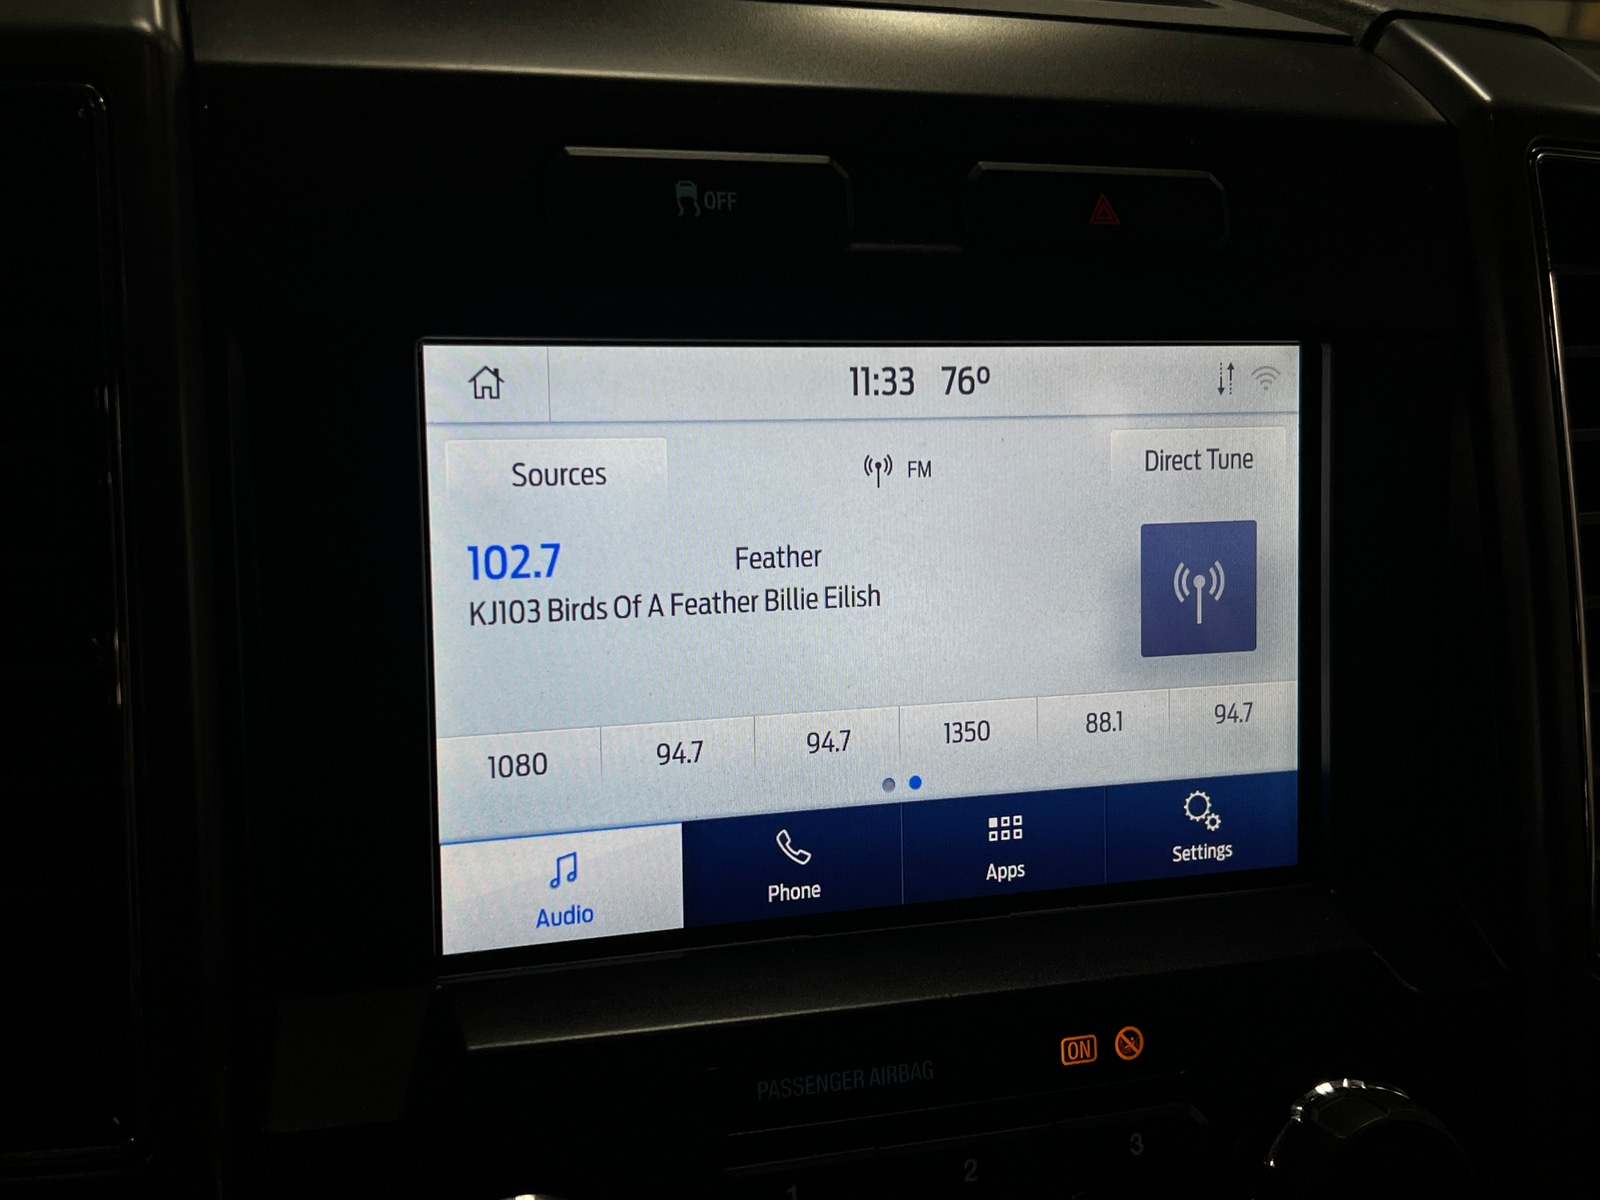 OFF
11:33 76º
Sources
FM
Direct Tune
102.7
Feather
KJ103 Birds Of A Feather Billie Eilish
1080 94.7 94.7 1350 88.1 94.7
Audio
Phone
Apps
Settings
PASSENGER AIRBAG
ON
1 2 3